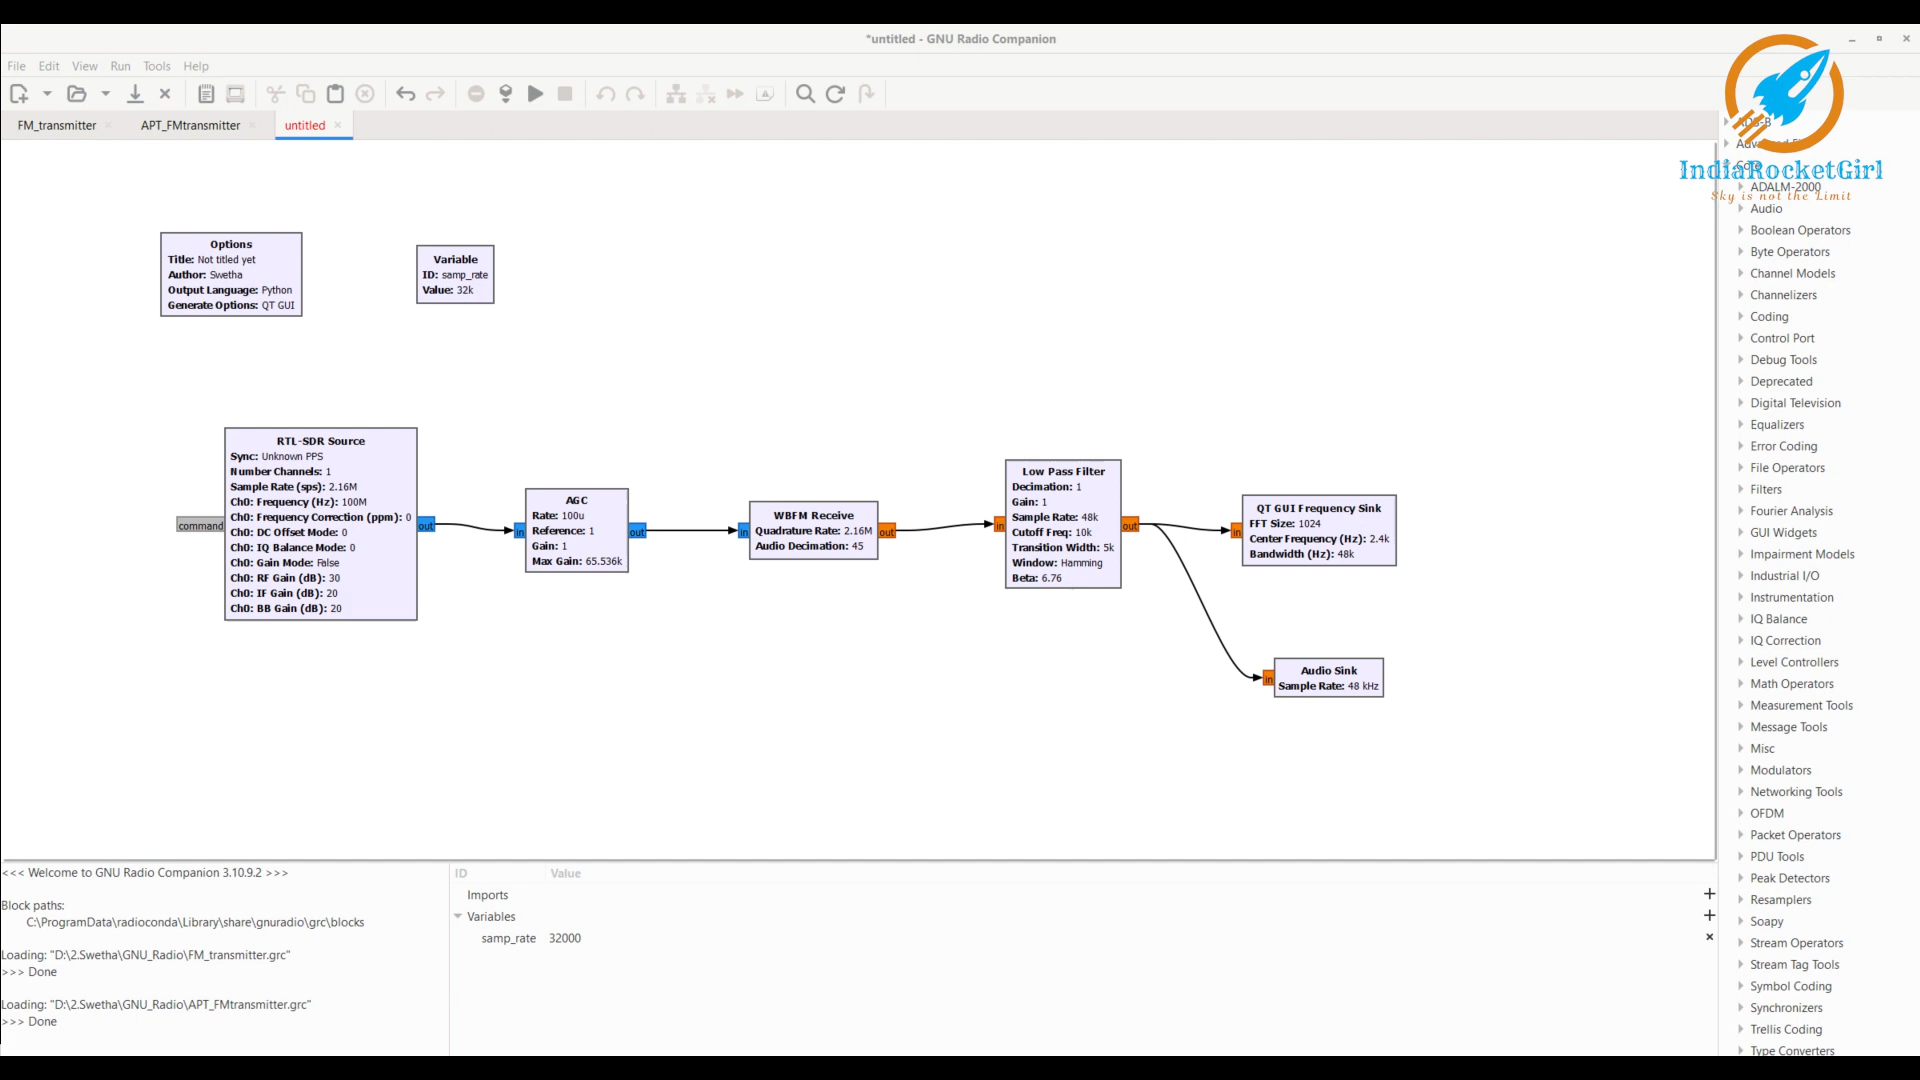 *untitled - GNU Radio Companion
File Edit View Run Tools Help
FM_transmitter APT_FMtransmitter untitled
IndiaRocketGirl
Sky is not the Limit
Options
Title: Not titled yet
Author: Swetha
Output Language: Python
Generate Options: QT GUI
Variable
ID: samp_rate
Value: 32k
command
RTL-SDR Source
Sync: Unknown PPS
Number Channels: 1
Sample Rate (sps): 2.16M
Ch0: Frequency (Hz): 100M
Ch0: Frequency Correction (ppm): 0
Ch0: DC Offset Mode: 0
Ch0: IQ Balance Mode: 0
Ch0: Gain Mode: False
Ch0: RF Gain (dB): 30
Ch0: IF Gain (dB): 20
Ch0: BB Gain (dB): 20
out
in
AGC
Rate: 100u
Reference: 1
Gain: 1
Max Gain: 65.536k
out
in
WBFM Receive
Quadrature Rate: 2.16M
Audio Decimation: 45
out
in
Low Pass Filter
Decimation: 1
Gain: 1
Sample Rate: 48k
Cutoff Freq: 10k
Transition Width: 5k
Window: Hamming
Beta: 6.76
out
in
QT GUI Frequency Sink
FFT Size: 1024
Center Frequency (Hz): 2.4k
Bandwidth (Hz): 48k
in
Audio Sink
Sample Rate: 48 kHz
ADS-B
Core
ADALM-2000
Audio
Boolean Operators
Byte Operators
Channel Models
Channelizers
Coding
Control Port
Debug Tools
Deprecated
Digital Television
Equalizers
Error Coding
File Operators
Filters
Fourier Analysis
GUI Widgets
Impairment Models
Industrial I/O
Instrumentation
IQ Balance
IQ Correction
Level Controllers
Math Operators
Measurement Tools
Message Tools
Misc
Modulators
Networking Tools
OFDM
Packet Operators
PDU Tools
Peak Detectors
Resamplers
Soapy
Stream Operators
Stream Tag Tools
Symbol Coding
Synchronizers
Trellis Coding
Type Converters
<<< Welcome to GNU Radio Companion 3.10.9.2 >>>
Block paths:
C:\ProgramData\radioconda\Library\share\gnuradio\grc\blocks
Loading: "D:\2.Swetha\GNU_Radio\FM_transmitter.grc"
>>> Done
Loading: "D:\2.Swetha\GNU_Radio\APT_FMtransmitter.grc"
>>> Done
ID Value
Imports
Variables
samp_rate 32000